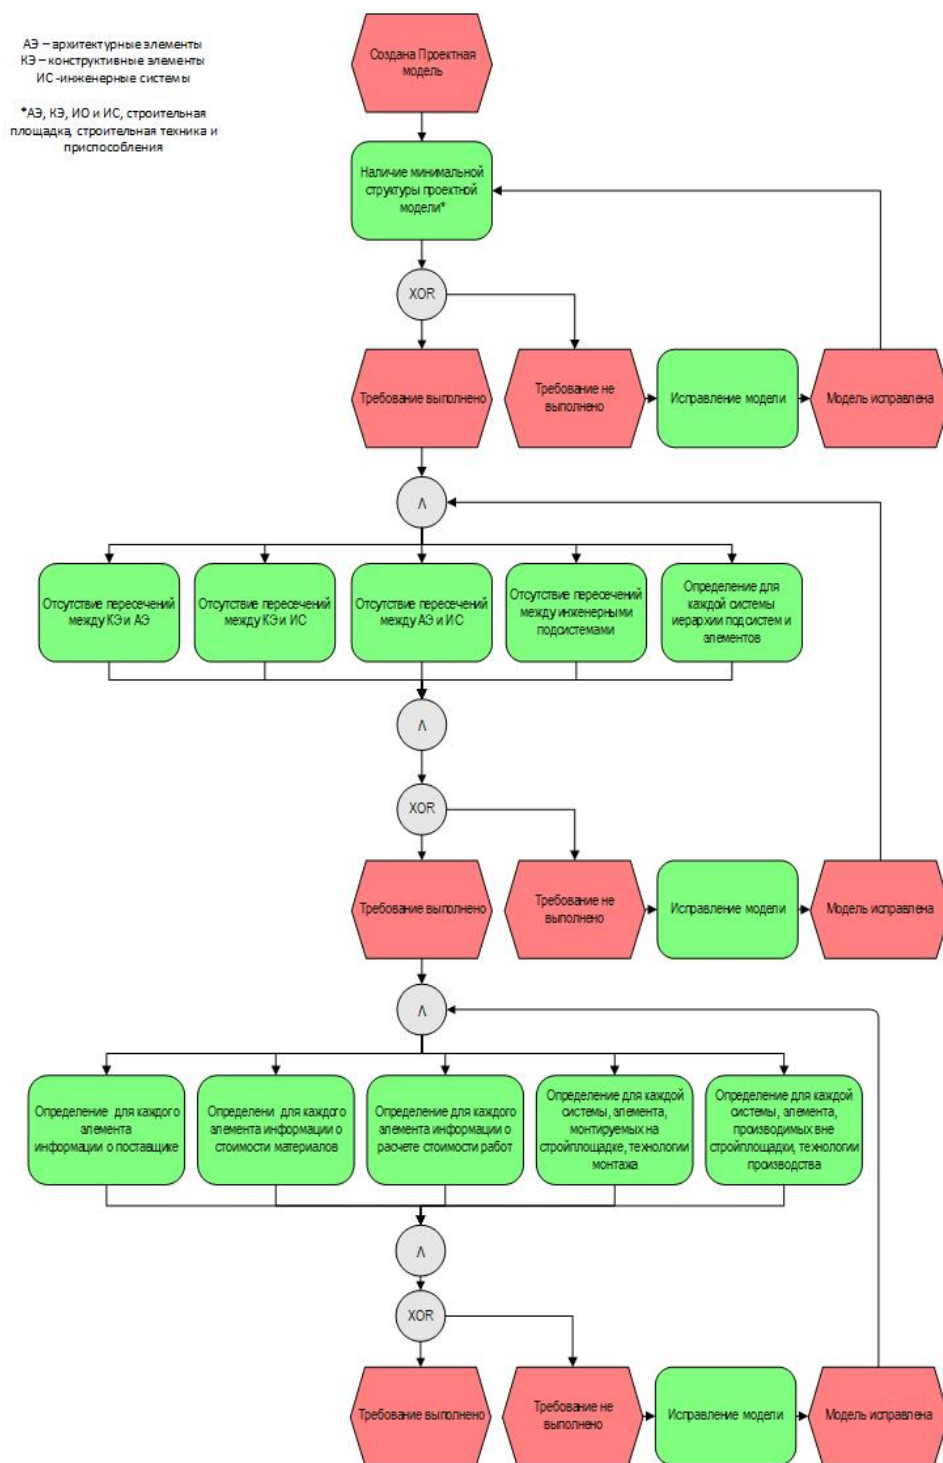 АЭ – архитектурные элементы
КЭ – конструктивные элементы
ИС -инженерные системы
*АЭ, КЭ, ИО и ИС, строительная
площадка, строительная техника и
приспособления
Создана Проектная
модель
Наличие минимальной
структуры проектной
модели*
XOR
Требование выполнено
Требование не
выполнено
Исправление модели
Модель исправлена
Λ
Отсутствие пересечений
между КЭ и АЭ
Отсутствие пересечений
между КЭ и ИС
Отсутствие пересечений
между АЭ и ИС
Отсутствие пересечений
между инженерными
подсистемами
Определение для
каждой системы
иерархии подсистем и
элементов
Λ
XOR
Требование выполнено
Требование не
выполнено
Исправление модели
Модель исправлена
Λ
Определение для каждого
элемента
информации о поставщике
Определени для каждого
элемента информации о
стоимости материалов
Определение для каждого
элемента информации о
расчете стоимости работ
Определение для каждой
системы, элемента,
монтируемых на
стройплощадке, технологии
монтажа
Определение для каждой
системы, элемента,
производимых вне
стройплощадки, технологии
производства
Λ
XOR
Требование выполнено
Требование не
выполнено
Исправление модели
Модель исправлена